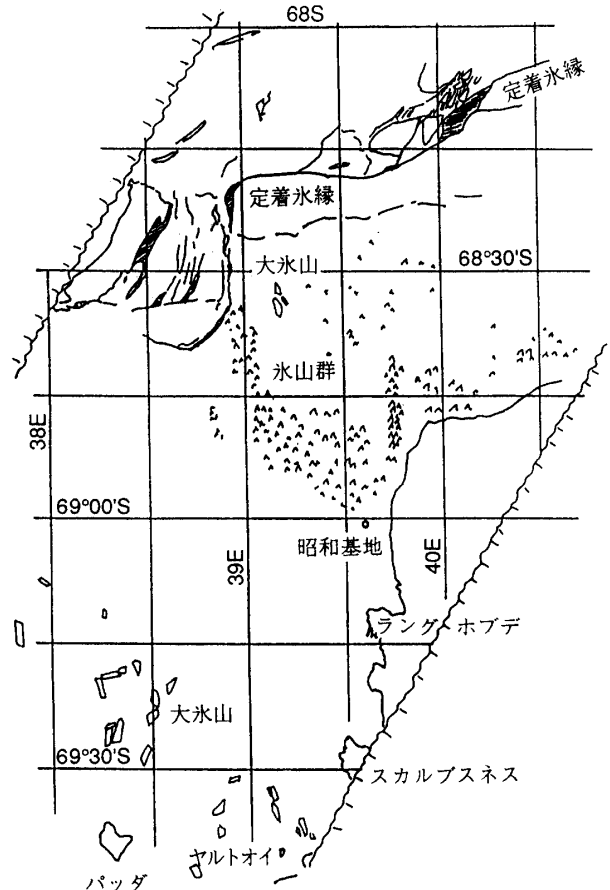 68S
定着氷縁
定着氷縁
大氷山
68°30'S
氷山群
38E
69°00'S
昭和基地
39E
40E
ラングホブデ
大氷山
69°30'S
スカルブスネス
ヤルトオイ
パッダ